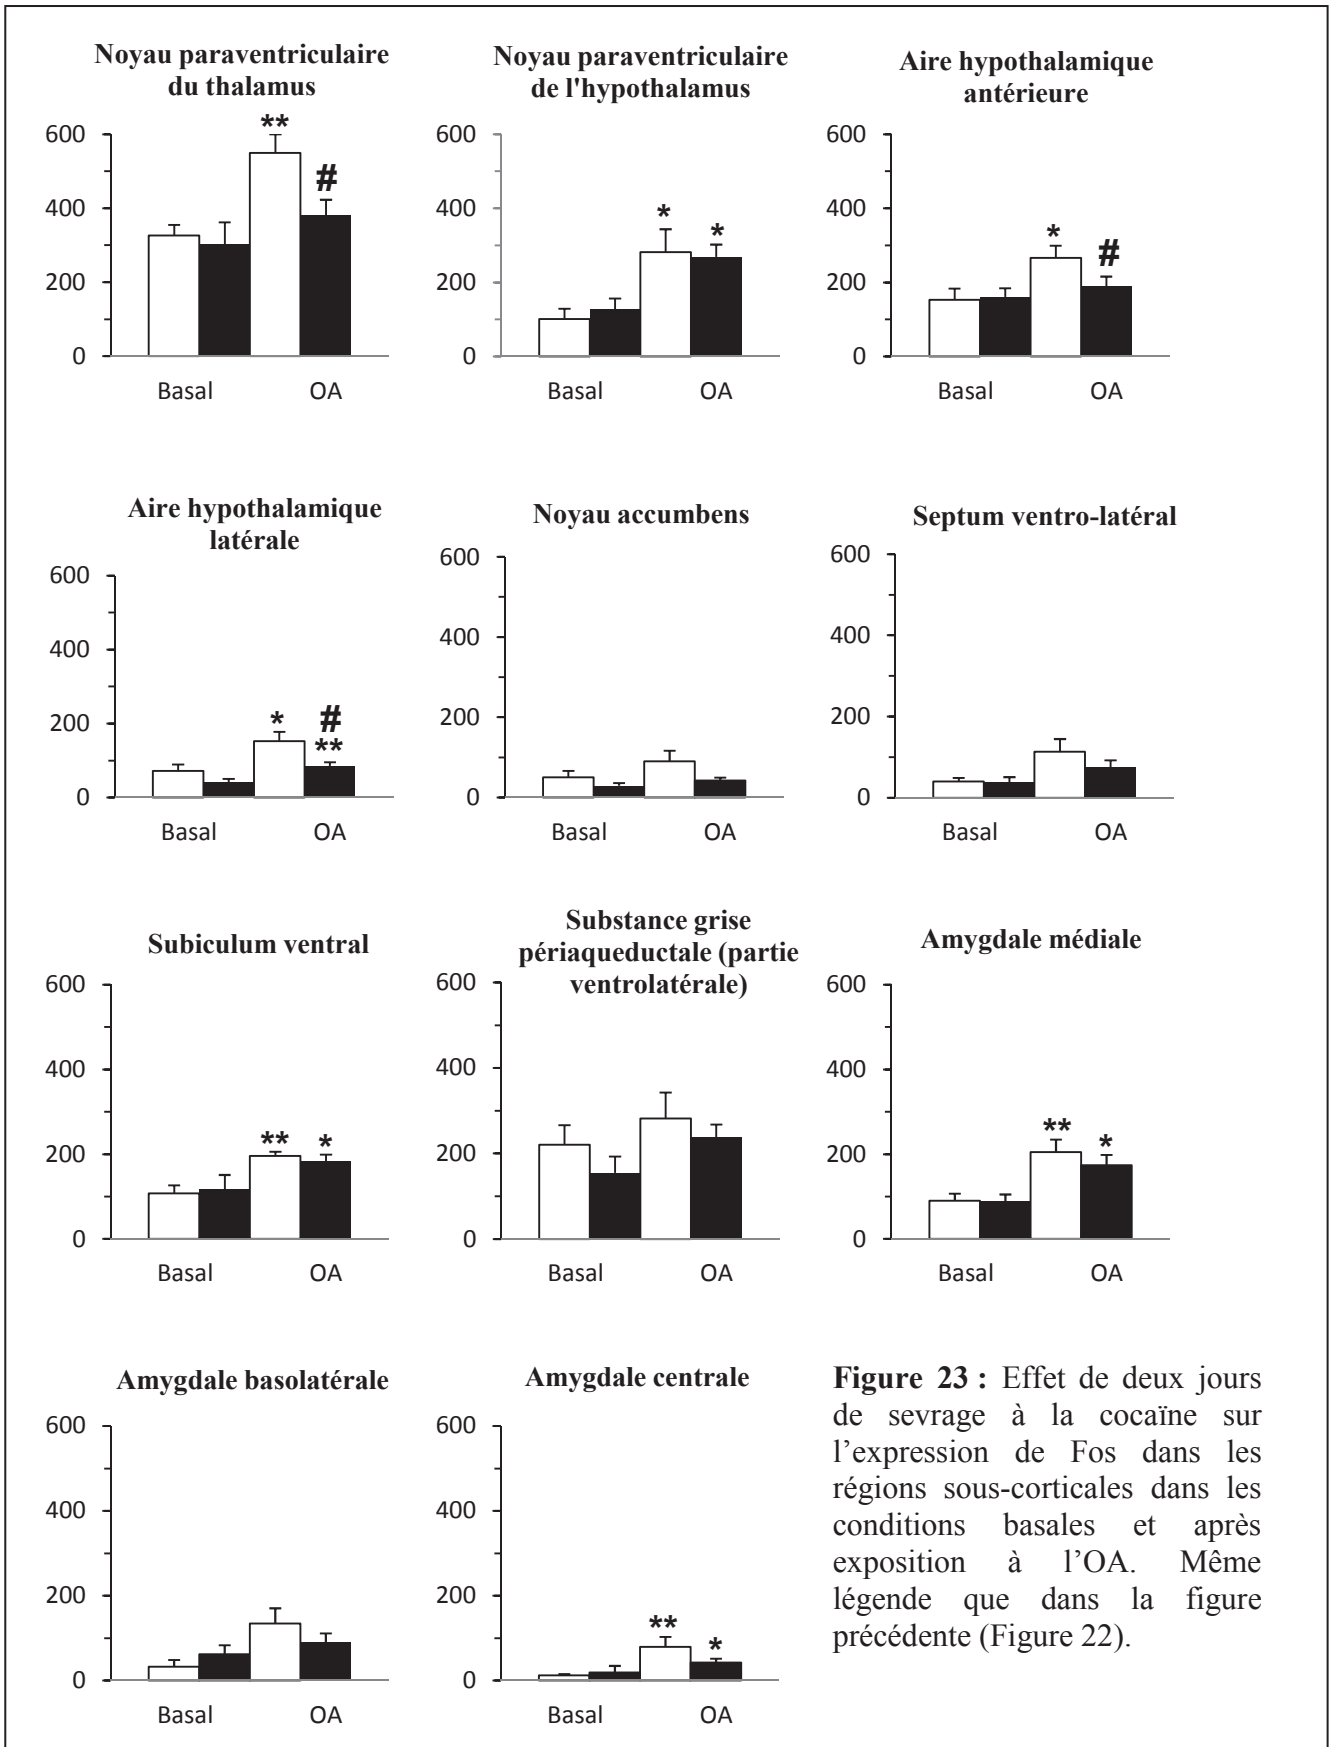 Noyau paraventriculaire
du thalamus
**
#
600
400
200
0
Basal OA
Noyau paraventriculaire
de l'hypothalamus
*
*
600
400
200
0
Basal OA
Aire hypothalamique
antérieure
*
#
600
400
200
0
Basal OA
Aire hypothalamique
latérale
*
#
**
600
400
200
0
Basal OA
Noyau accumbens
600
400
200
0
Basal OA
Septum ventro-latéral
600
400
200
0
Basal OA
Subiculum ventral
**
*
600
400
200
0
Basal OA
Substance grise
périaqueductale (partie
ventrolatérale)
600
400
200
0
Basal OA
Amygdale médiale
**
*
600
400
200
0
Basal OA
Amygdale basolatérale
600
400
200
0
Basal OA
Amygdale centrale
**
*
600
400
200
0
Basal OA
Figure 23 : Effet de deux jours
de sevrage à la cocaïne sur
l’expression de Fos dans les
régions sous-corticales dans les
conditions basales et après
exposition à l’OA. Même
légende que dans la figure
précédente (Figure 22).